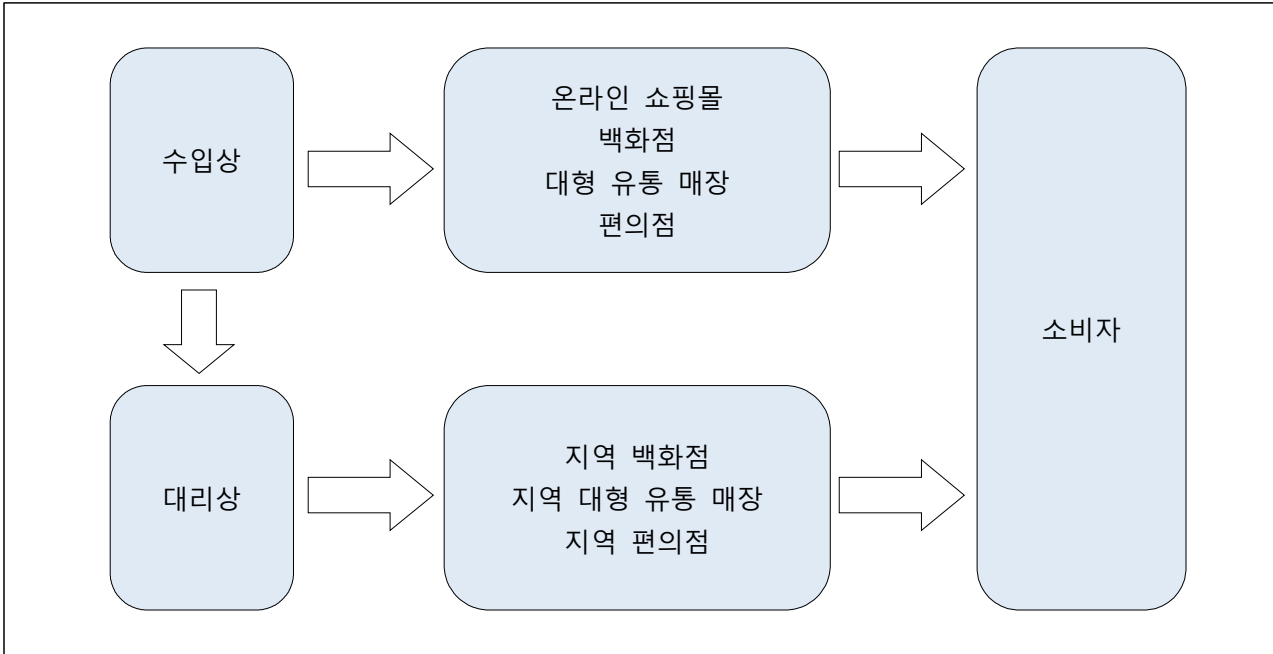 수입상
온라인 쇼핑몰
백화점
대형 유통 매장
편의점
소비자
대리상
지역 백화점
지역 대형 유통 매장
지역 편의점